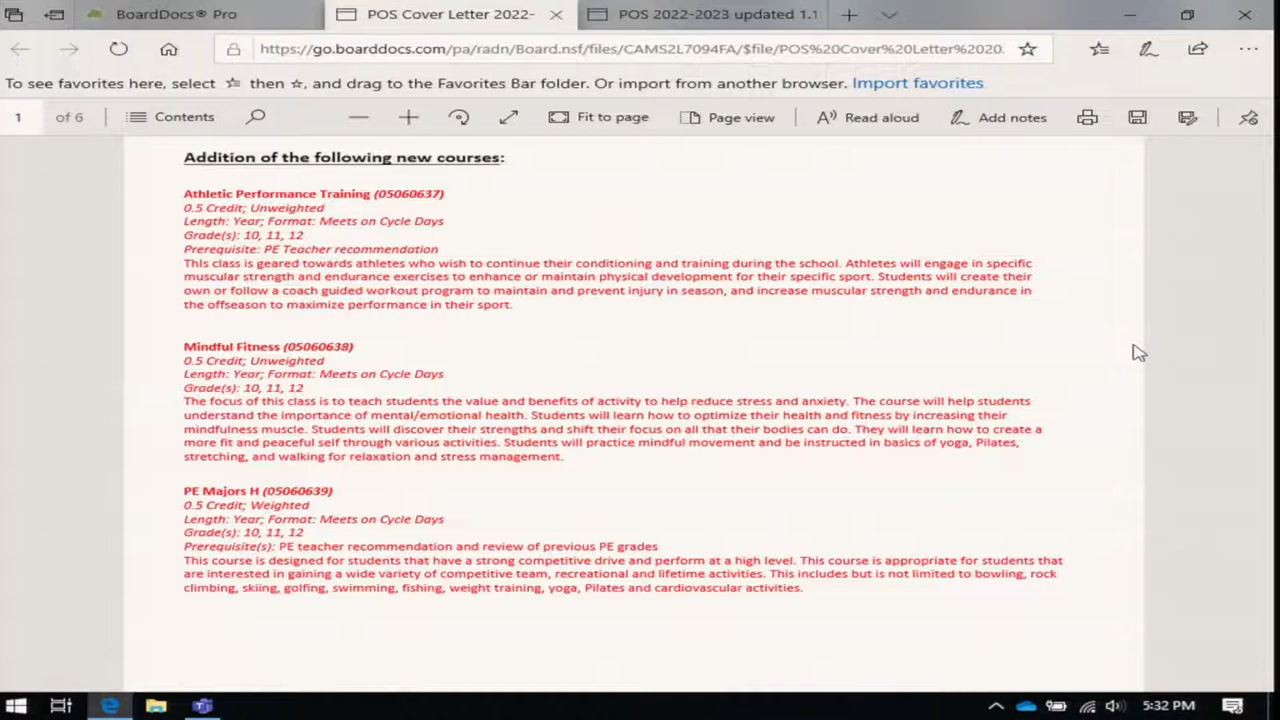 BoardDocs® Pro
POS Cover Letter 2022-
POS 2022-2023 updated 1.1
https://go.boarddocs.com/pa/radn/Board.nsf/files/CAMS2L7094FA/$file/POS%20Cover%20Letter%2020.
To see favorites here, select then ☆, and drag to the Favorites Bar folder. Or import from another browser. Import favorites
1 of 6 Contents Fit to page Page view Read aloud Add notes
Addition of the following new courses:
Athletic Performance Training (05060637)
0.5 Credit; Unweighted
Length: Year; Format: Meets on Cycle Days
Grade(s): 10, 11, 12
Prerequisite: PE Teacher recommendation
This class is geared towards athletes who wish to continue their conditioning and training during the school. Athletes will engage in specific
muscular strength and endurance exercises to enhance or maintain physical development for their specific sport. Students will create their
own or follow a coach guided workout program to maintain and prevent injury in season, and increase muscular strength and endurance in
the offseason to maximize performance in their sport.
Mindful Fitness (05060638)
0.5 Credit; Unweighted
Length: Year; Format: Meets on Cycle Days
Grade(s): 10, 11, 12
The focus of this class is to teach students the value and benefits of activity to help reduce stress and anxiety. The course will help students
understand the importance of mental/emotional health. Students will learn how to optimize their health and fitness by increasing their
mindfulness muscle. Students will discover their strengths and shift their focus on all that their bodies can do. They will learn how to create a
more fit and peaceful self through various activities. Students will practice mindful movement and be instructed in basics of yoga, Pilates,
stretching, and walking for relaxation and stress management.
PE Majors H (05060639)
0.5 Credit; Weighted
Length: Year; Format: Meets on Cycle Days
Grade(s): 10, 11, 12
Prerequisite(s): PE teacher recommendation and review of previous PE grades
This course is designed for students that have a strong competitive drive and perform at a high level. This course is appropriate for students that
are interested in gaining a wide variety of competitive team, recreational and lifetime activities. This includes but is not limited to bowling, rock
climbing, skiing, golfing, swimming, fishing, weight training, yoga, Pilates and cardiovascular activities.
5:32 PM